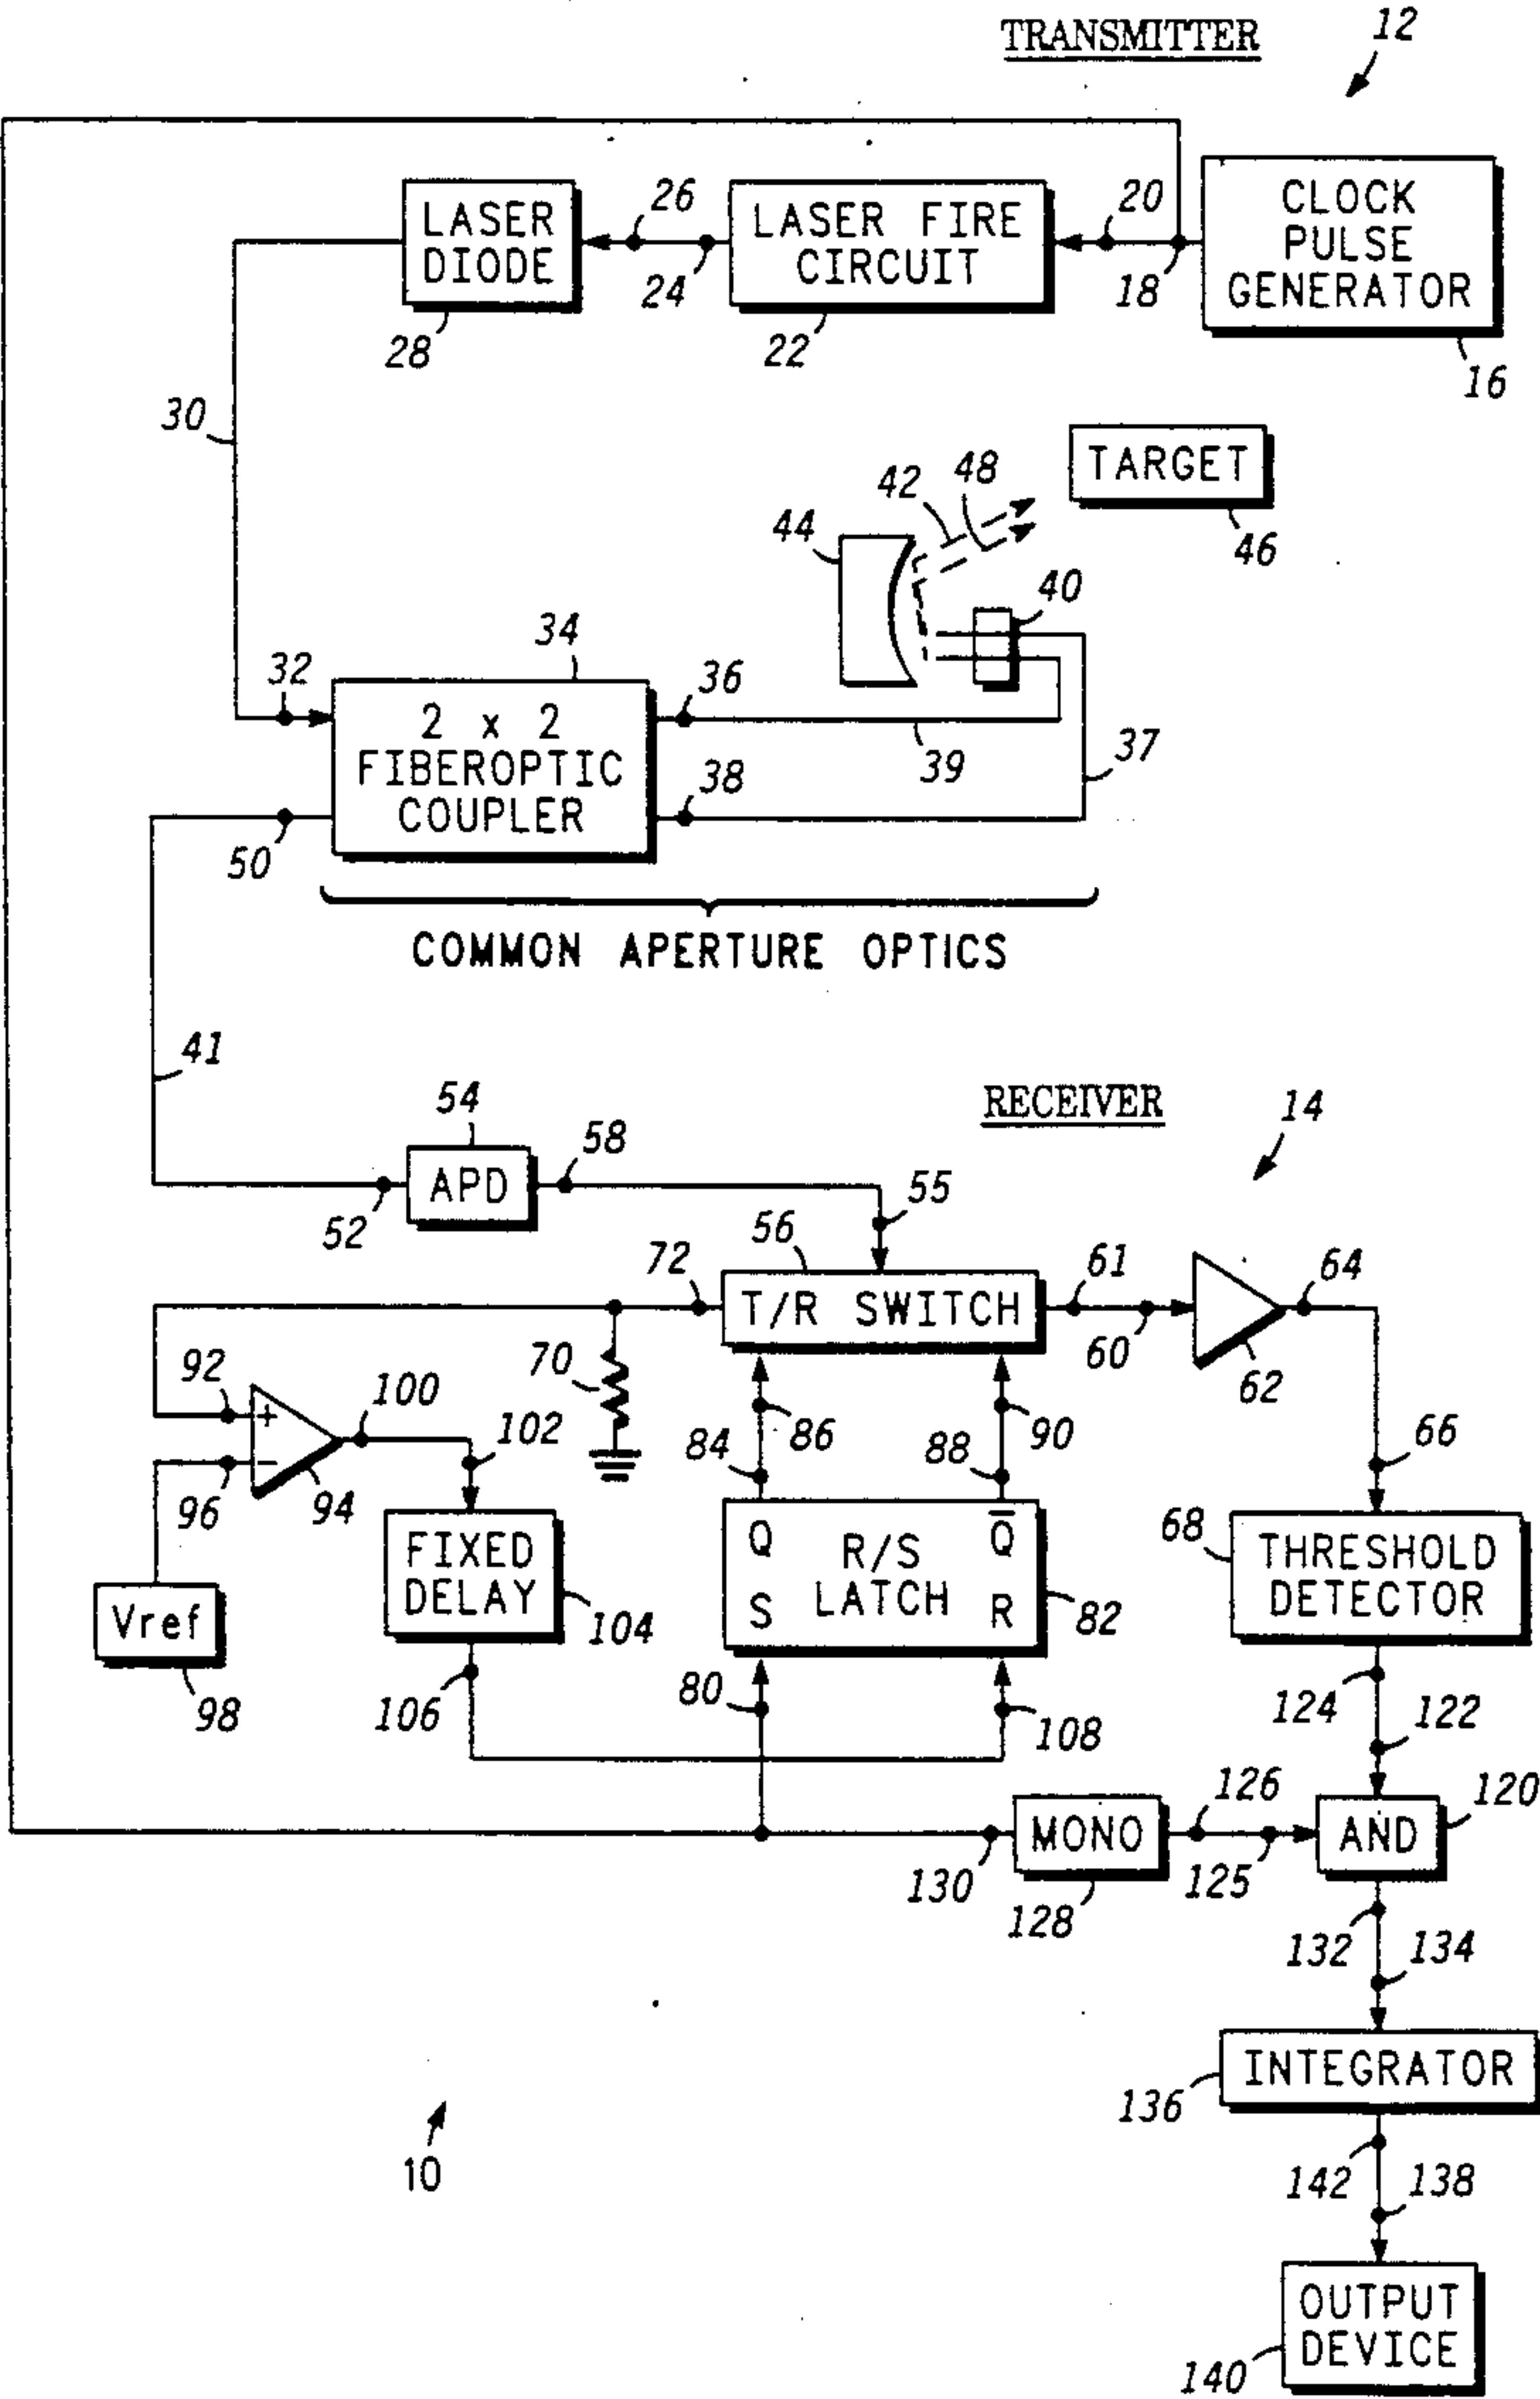 TRANSMITTER
12
CLOCK
PULSE
GENERATOR
16
18
20
LASER FIRE
CIRCUIT
22
24
26
LASER
DIODE
28
30
TARGET
46
42
48
44
40
32
34
2 x 2
FIBEROPTIC
COUPLER
36
39
37
38
50
COMMON APERTURE OPTICS
41
RECEIVER
14
54
APD
52
58
55
56
72
T/R SWITCH
61
60
62
64
70
92
+
100
102
96
−
94
84
86
88
90
66
Vref
98
FIXED
DELAY
104
106
Q
Q̅
R/S
LATCH
S
R
82
68
THRESHOLD
DETECTOR
80
108
124
122
130
MONO
128
126
125
AND
120
132
134
INTEGRATOR
136
10
142
138
OUTPUT
DEVICE
140